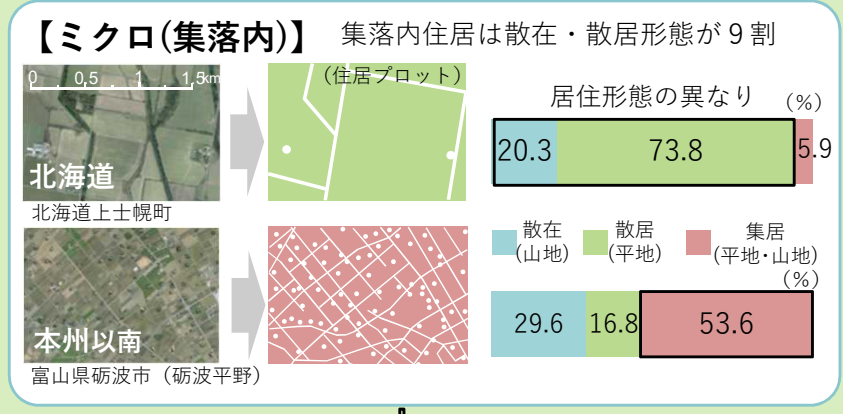 【ミクロ(集落内)】 集落内住居は散在・散居形態が9割
0 0,5 1 1,5km
(住居プロット)
北海道
北海道上士幌町
居住形態の異なり (%)
20.3 73.8 5.9
散在(山地) 散居(平地) 集居(平地・山地)
(%)
本州以南
富山県砺波市（砺波平野）
29.6 16.8 53.6